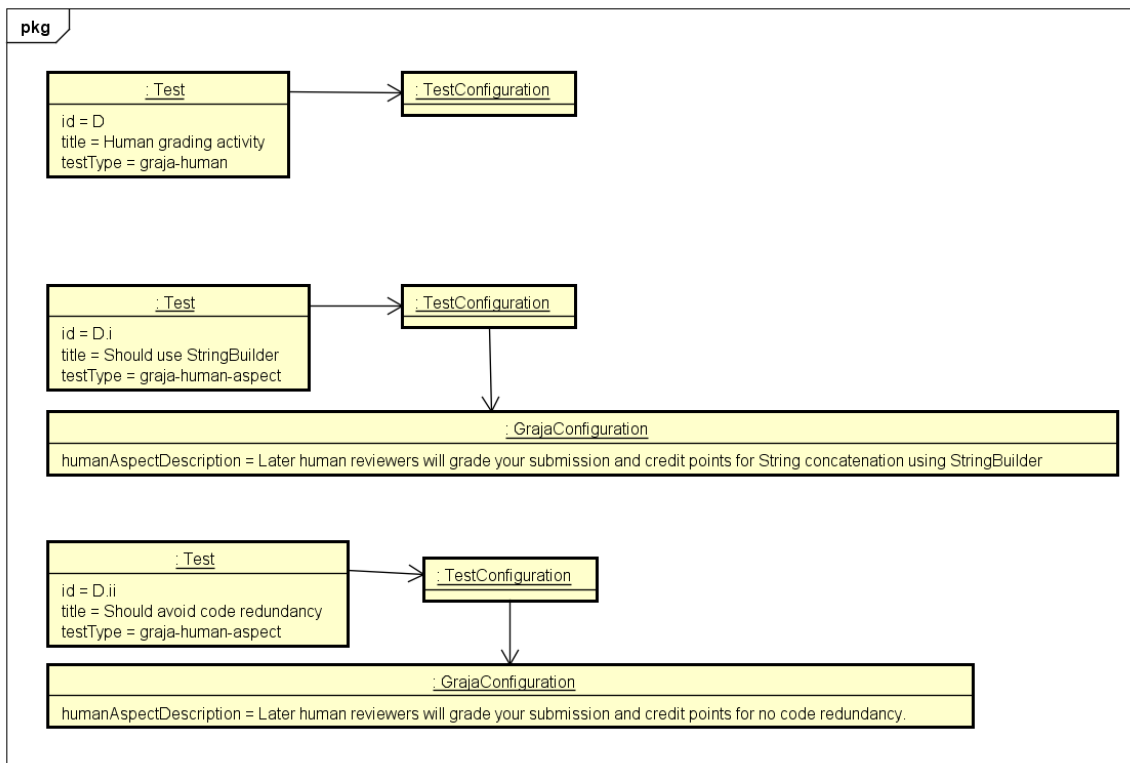 pkg
: Test
: TestConfiguration
id = D
title = Human grading activity
testType = graja-human
: Test
: TestConfiguration
id = D.i
title = Should use StringBuilder
testType = graja-human-aspect
: GrajaConfiguration
humanAspectDescription = Later human reviewers will grade your submission and credit points for String concatenation using StringBuilder
: Test
: TestConfiguration
id = D.ii
title = Should avoid code redundancy
testType = graja-human-aspect
: GrajaConfiguration
humanAspectDescription = Later human reviewers will grade your submission and credit points for no code redundancy.